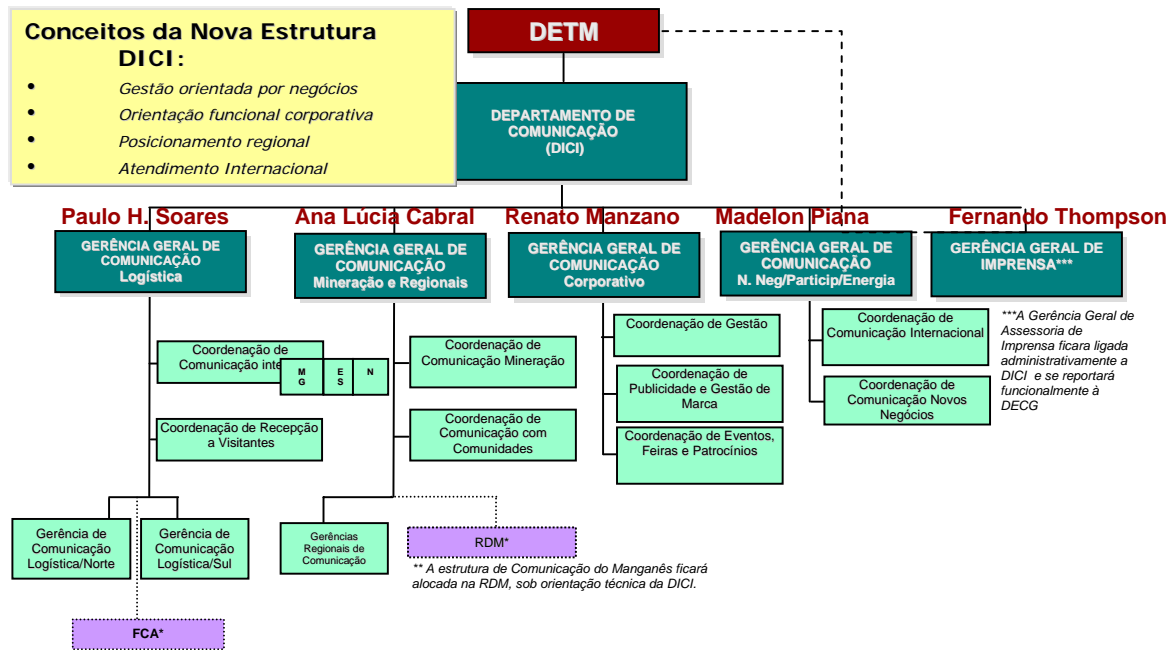 Conceitos da Nova Estrutura
DICI:
• Gestão orientada por negócios
• Orientação funcional corporativa
• Posicionamento regional
• Atendimento Internacional
DETM
DEPARTAMENTO DE
COMUNICAÇÃO
(DICI)
Paulo H. Soares
GERÊNCIA GERAL DE
COMUNICAÇÃO
Logística
Ana Lúcia Cabral
GERÊNCIA GERAL DE
COMUNICAÇÃO
Mineração e Regionais
Renato Manzano
GERÊNCIA GERAL DE
COMUNICAÇÃO
Corporativo
Madelon Piana
GERÊNCIA GERAL DE
COMUNICAÇÃO
N. Neg/Particip/Energia
Fernando Thompson
GERÊNCIA GERAL DE
IMPRENSA***
Coordenação de
Comunicação inte
M
G
E
S
N
Coordenação de Recepção
a Visitantes
Gerência de
Comunicação
Logística/Norte
Gerência de
Comunicação
Logística/Sul
FCA*
Coordenação de
Comunicação Mineração
Coordenação de
Comunicação com
Comunidades
Gerências
Regionais de
Comunicação
RDM*
** A estrutura de Comunicação do Manganês ficará
alocada na RDM, sob orientação técnica da DICI.
Coordenação de Gestão
Coordenação de
Publicidade e Gestão de
Marca
Coordenação de Eventos,
Feiras e Patrocínios
Coordenação de
Comunicação Internacional
Coordenação de
Comunicação Novos
Negócios
***A Gerência Geral de
Assessoria de
Imprensa ficara ligada
administrativamente a
DICI e se reportará
funcionalmente à
DECG